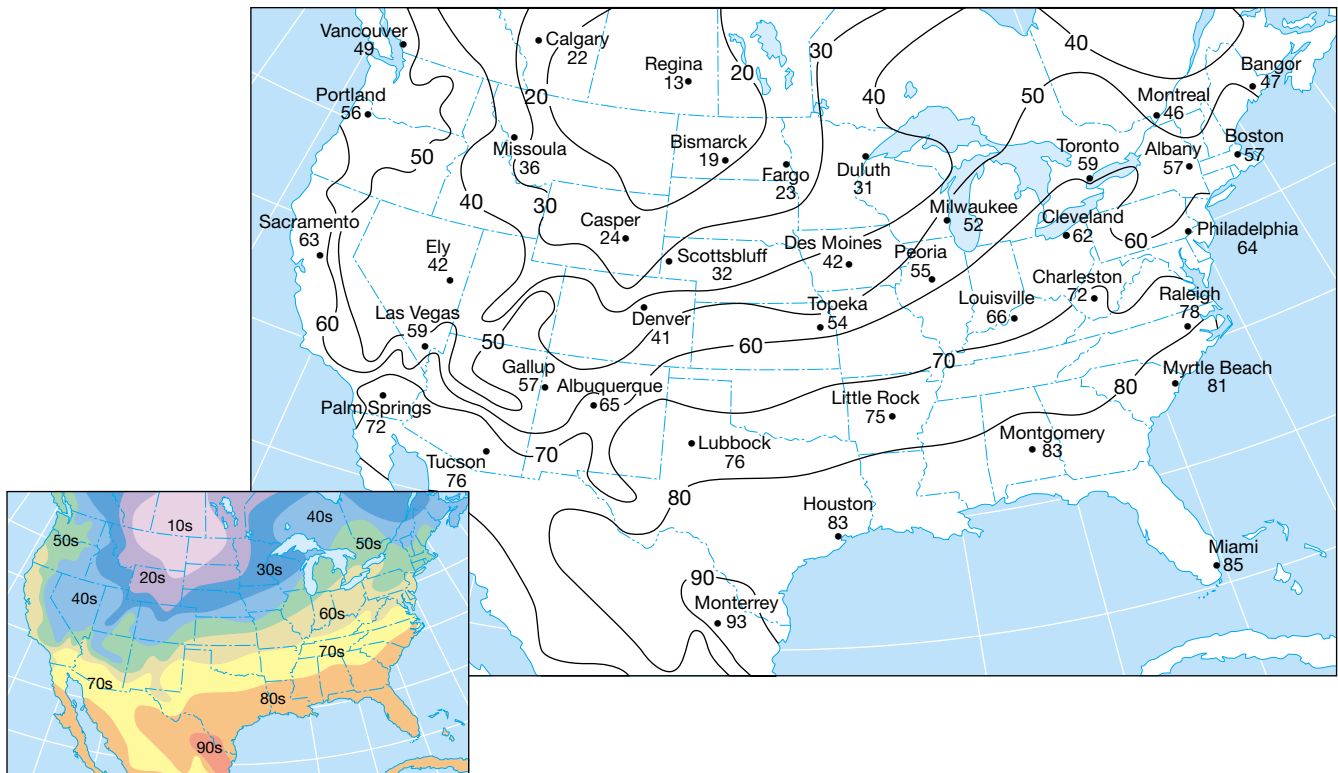 Vancouver
49
Calgary
22
Regina
13
20
30
40
Bangor
47
Portland
56
20
40
50
Montreal
46
Missoula
36
Bismarck
19
Fargo
23
Duluth
31
Toronto
59
Albany
57
Boston
57
50
40
30
Casper
24
Milwaukee
52
Cleveland
62
60
Philadelphia
64
Sacramento
63
Ely
42
Scottsbluff
32
Des Moines
42
Peoria
55
Charleston
72
Louisville
66
Raleigh
78
60
Las Vegas
59
50
Denver
41
Topeka
54
60
70
Gallup
57
Albuquerque
65
Myrtle Beach
81
80
Palm Springs
72
Little Rock
75
Tucson
76
70
Lubbock
76
Montgomery
83
80
Houston
83
Miami
85
90
Monterrey
93
10s
40s
50s
50s
20s
30s
40s
60s
70s
70s
80s
90s